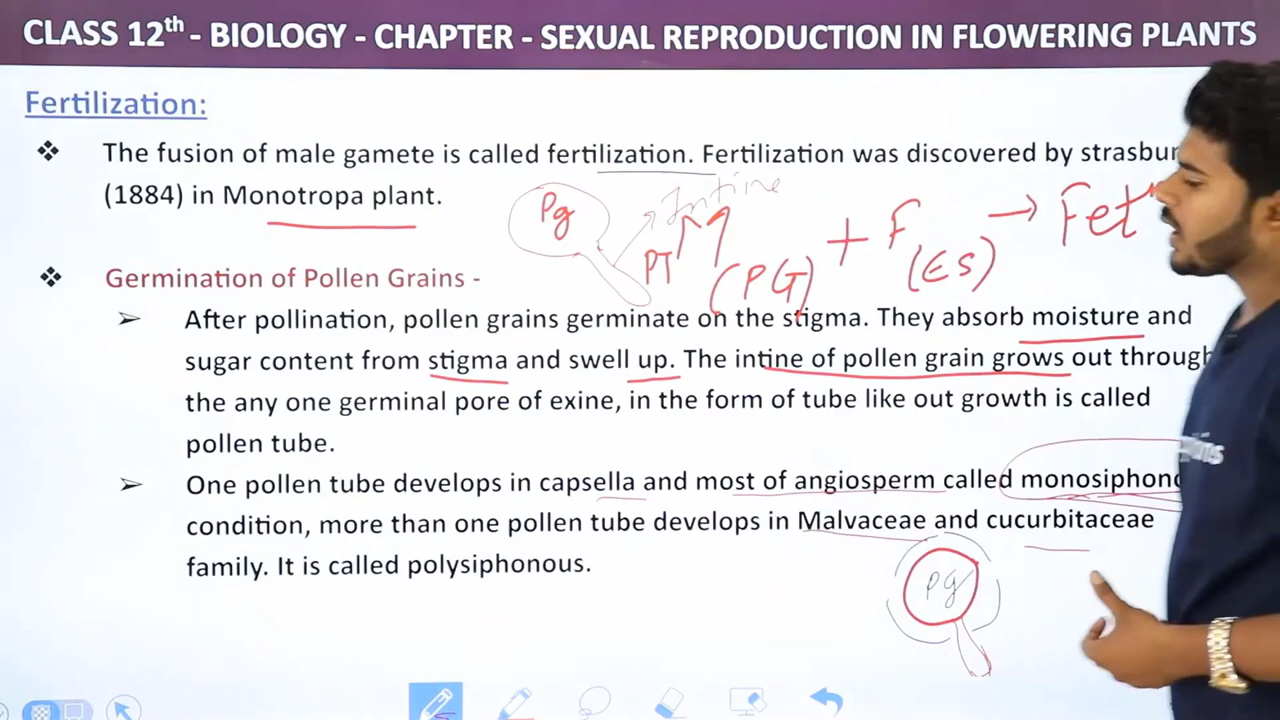 CLASS 12th - BIOLOGY - CHAPTER - SEXUAL REPRODUCTION IN FLOWERING PLANTS
Fertilization:
❖ The fusion of male gamete is called fertilization. Fertilization was discovered by strasbur
(1884) in Monotropa plant.
Intine
Pg
PT
(PG) + F (ES) → Fet
❖ Germination of Pollen Grains -
➢ After pollination, pollen grains germinate on the stigma. They absorb moisture and
sugar content from stigma and swell up. The intine of pollen grain grows out through
the any one germinal pore of exine, in the form of tube like out growth is called
pollen tube.
➢ One pollen tube develops in capsella and most of angiosperm called monosiphono
condition, more than one pollen tube develops in Malvaceae and cucurbitaceae
family. It is called polysiphonous.
Pg